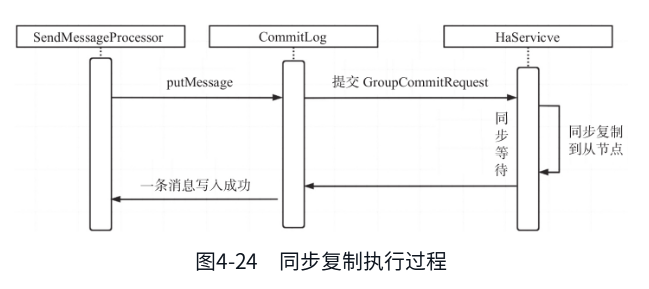 SendMessageProcessor
CommitLog
HaServicve
putMessage
提交 GroupCommitRequest
同步等待
同步复制
到从节点
一条消息写入成功
图4-24 同步复制执行过程